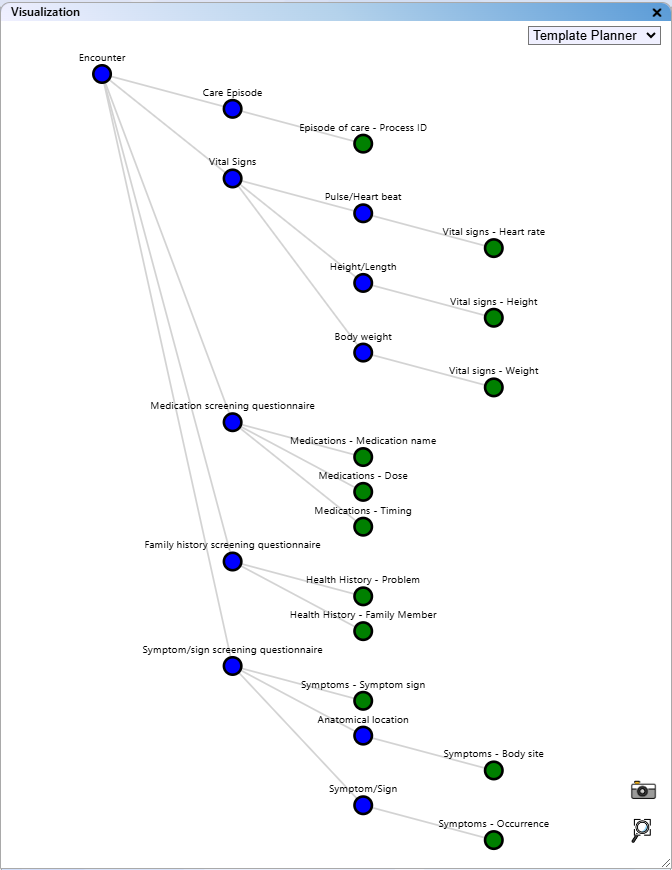 Visualization
Template Planner
Encounter
Care Episode
Episode of care - Process ID
Vital Signs
Pulse/Heart beat
Vital signs - Heart rate
Height/Length
Vital signs - Height
Body weight
Vital signs - Weight
Medication screening questionnaire
Medications - Medication name
Medications - Dose
Medications - Timing
Family history screening questionnaire
Health History - Problem
Health History - Family Member
Symptom/sign screening questionnaire
Symptoms - Symptom sign
Anatomical location
Symptoms - Body site
Symptom/Sign
Symptoms - Occurrence